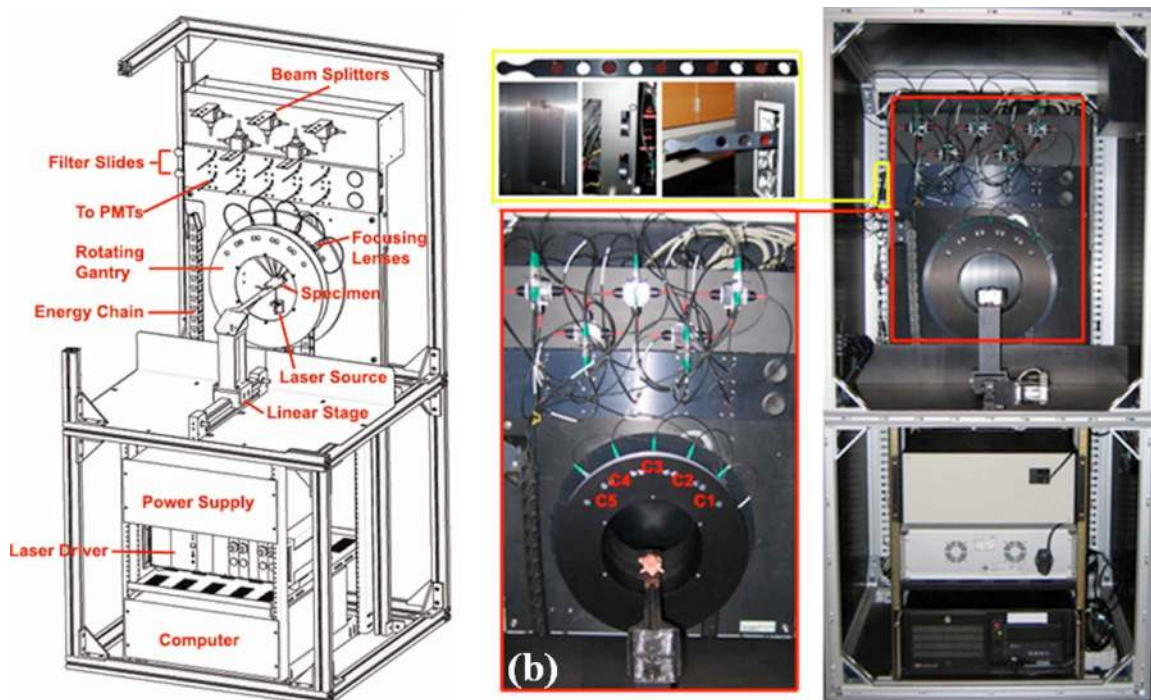 Beam Splitters
Filter Slides
To PMTs
Rotating
Gantry
Focusing
Lenses
Specimen
Energy Chain
Laser Source
Linear Stage
Power Supply
Laser Driver
Computer
C5
C4
C3
C2
C1
(b)